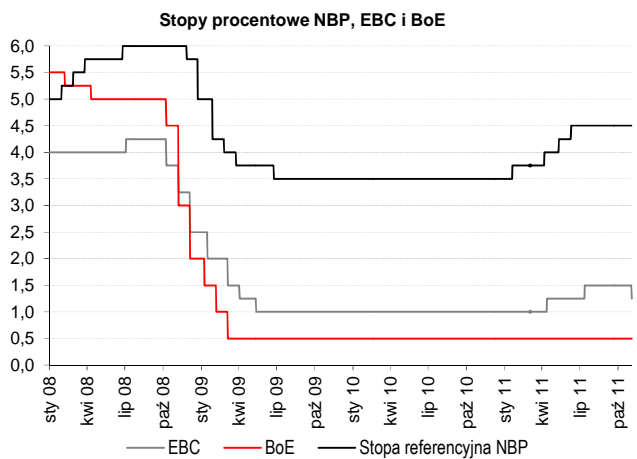 Stopy procentowe NBP, EBC i BoE
6,0
5,5
5,0
4,5
4,0
3,5
3,0
2,5
2,0
1,5
1,0
0,5
0,0
sty 08
kwi 08
lip 08
paź 08
sty 09
kwi 09
lip 09
paź 09
sty 10
kwi 10
lip 10
paź 10
sty 11
kwi 11
lip 11
paź 11
EBC
BoE
Stopa referencyjna NBP